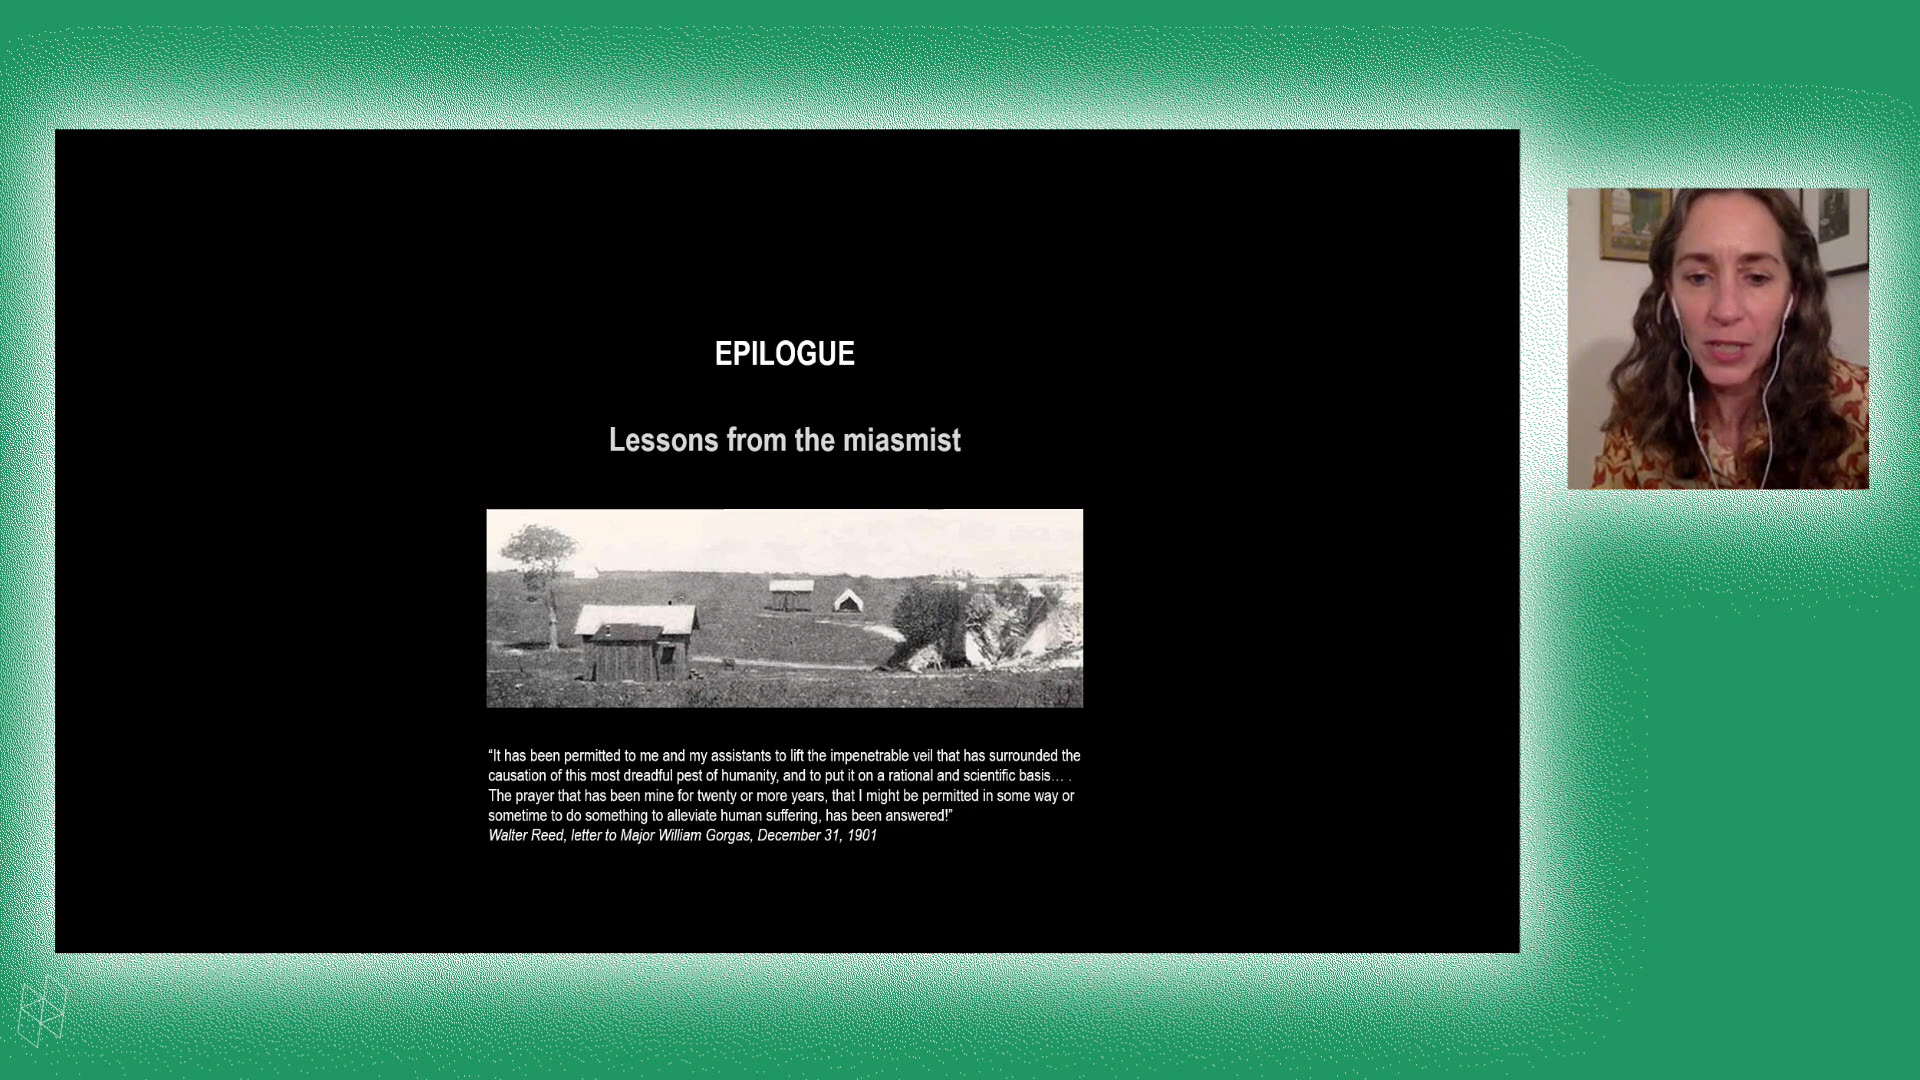 EPILOGUE
Lessons from the miasmist
“It has been permitted to me and my assistants to lift the impenetrable veil that has surrounded the
causation of this most dreadful pest of humanity, and to put it on a rational and scientific basis… .
The prayer that has been mine for twenty or more years, that I might be permitted in some way or
sometime to do something to alleviate human suffering, has been answered!”
Walter Reed, letter to Major William Gorgas, December 31, 1901